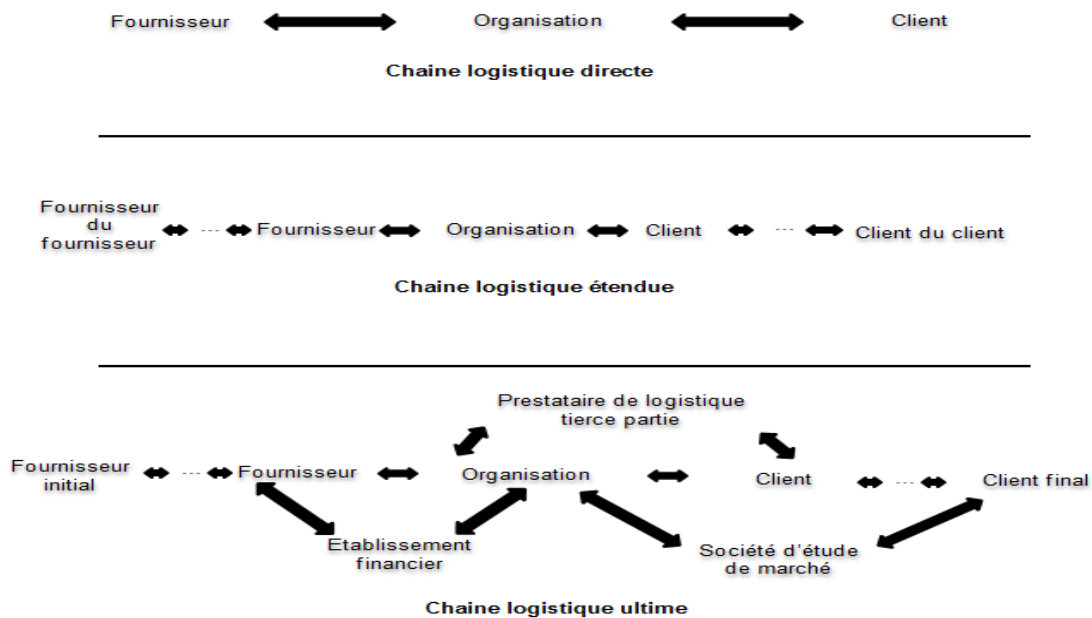 Fournisseur Organisation Client
Chaine logistique directe
Fournisseur
du
fournisseur
--- Fournisseur Organisation Client --- Client du client
Chaine logistique étendue
Prestataire de logistique
tierce partie
Fournisseur
initial
--- Fournisseur Organisation Client --- Client final
Etablissement
financier
Société d'étude
de marché
Chaine logistique ultime